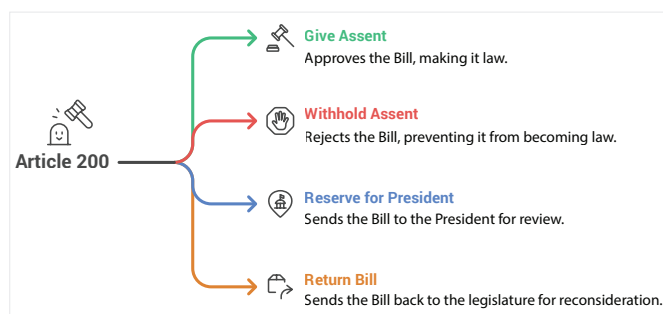 Give Assent
Approves the Bill, making it law.
Withhold Assent
Rejects the Bill, preventing it from becoming law.
Article 200
Reserve for President
Sends the Bill to the President for review.
Return Bill
Sends the Bill back to the legislature for reconsideration.